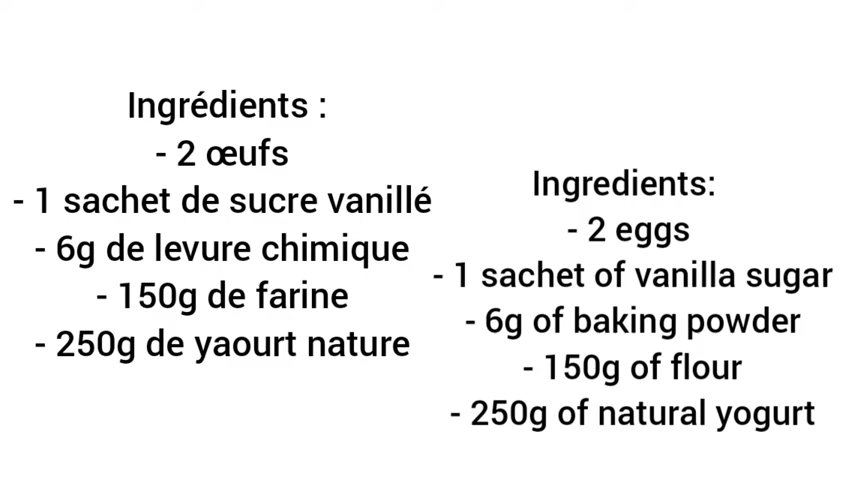 Ingrédients :
- 2 œufs
- 1 sachet de sucre vanillé
- 6g de levure chimique
- 150g de farine
- 250g de yaourt nature
Ingredients:
- 2 eggs
- 1 sachet of vanilla sugar
- 6g of baking powder
- 150g of flour
- 250g of natural yogurt